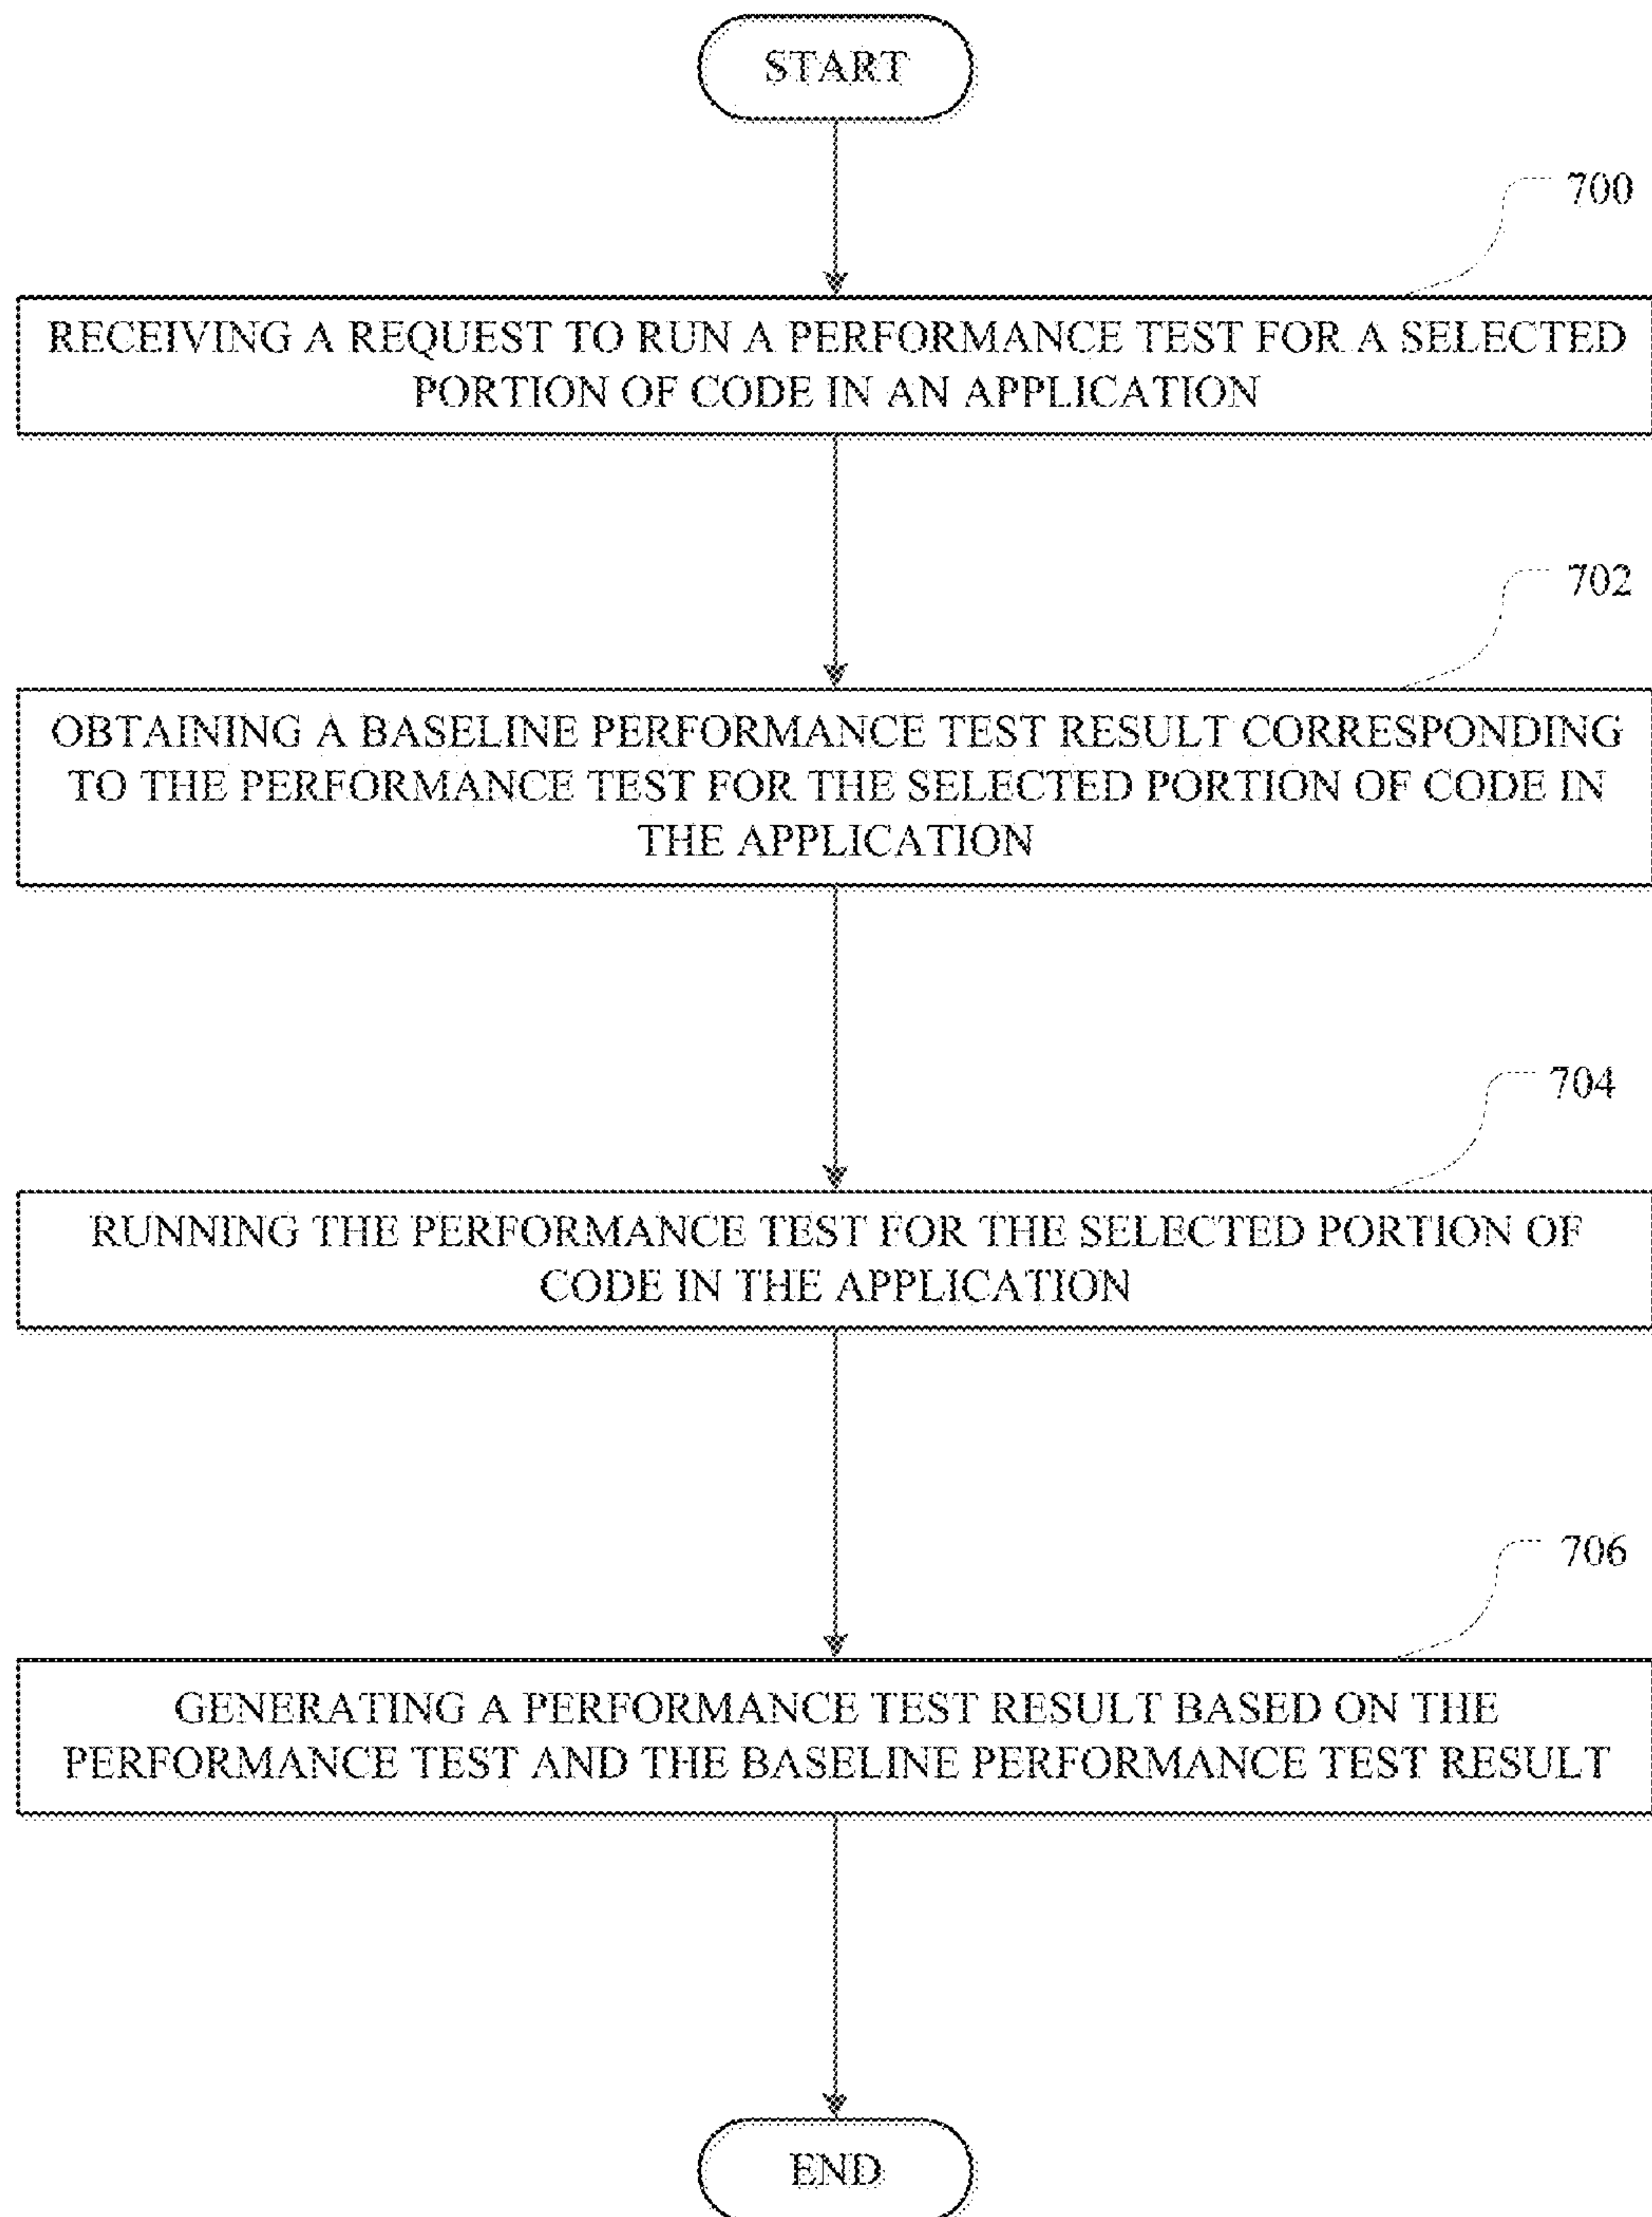 START
700
RECEIVING A REQUEST TO RUN A PERFORMANCE TEST FOR A SELECTED
PORTION OF CODE IN AN APPLICATION
702
OBTAINING A BASELINE PERFORMANCE TEST RESULT CORRESPONDING
TO THE PERFORMANCE TEST FOR THE SELECTED PORTION OF CODE IN
THE APPLICATION
704
RUNNING THE PERFORMANCE TEST FOR THE SELECTED PORTION OF
CODE IN THE APPLICATION
706
GENERATING A PERFORMANCE TEST RESULT BASED ON THE
PERFORMANCE TEST AND THE BASELINE PERFORMANCE TEST RESULT
END